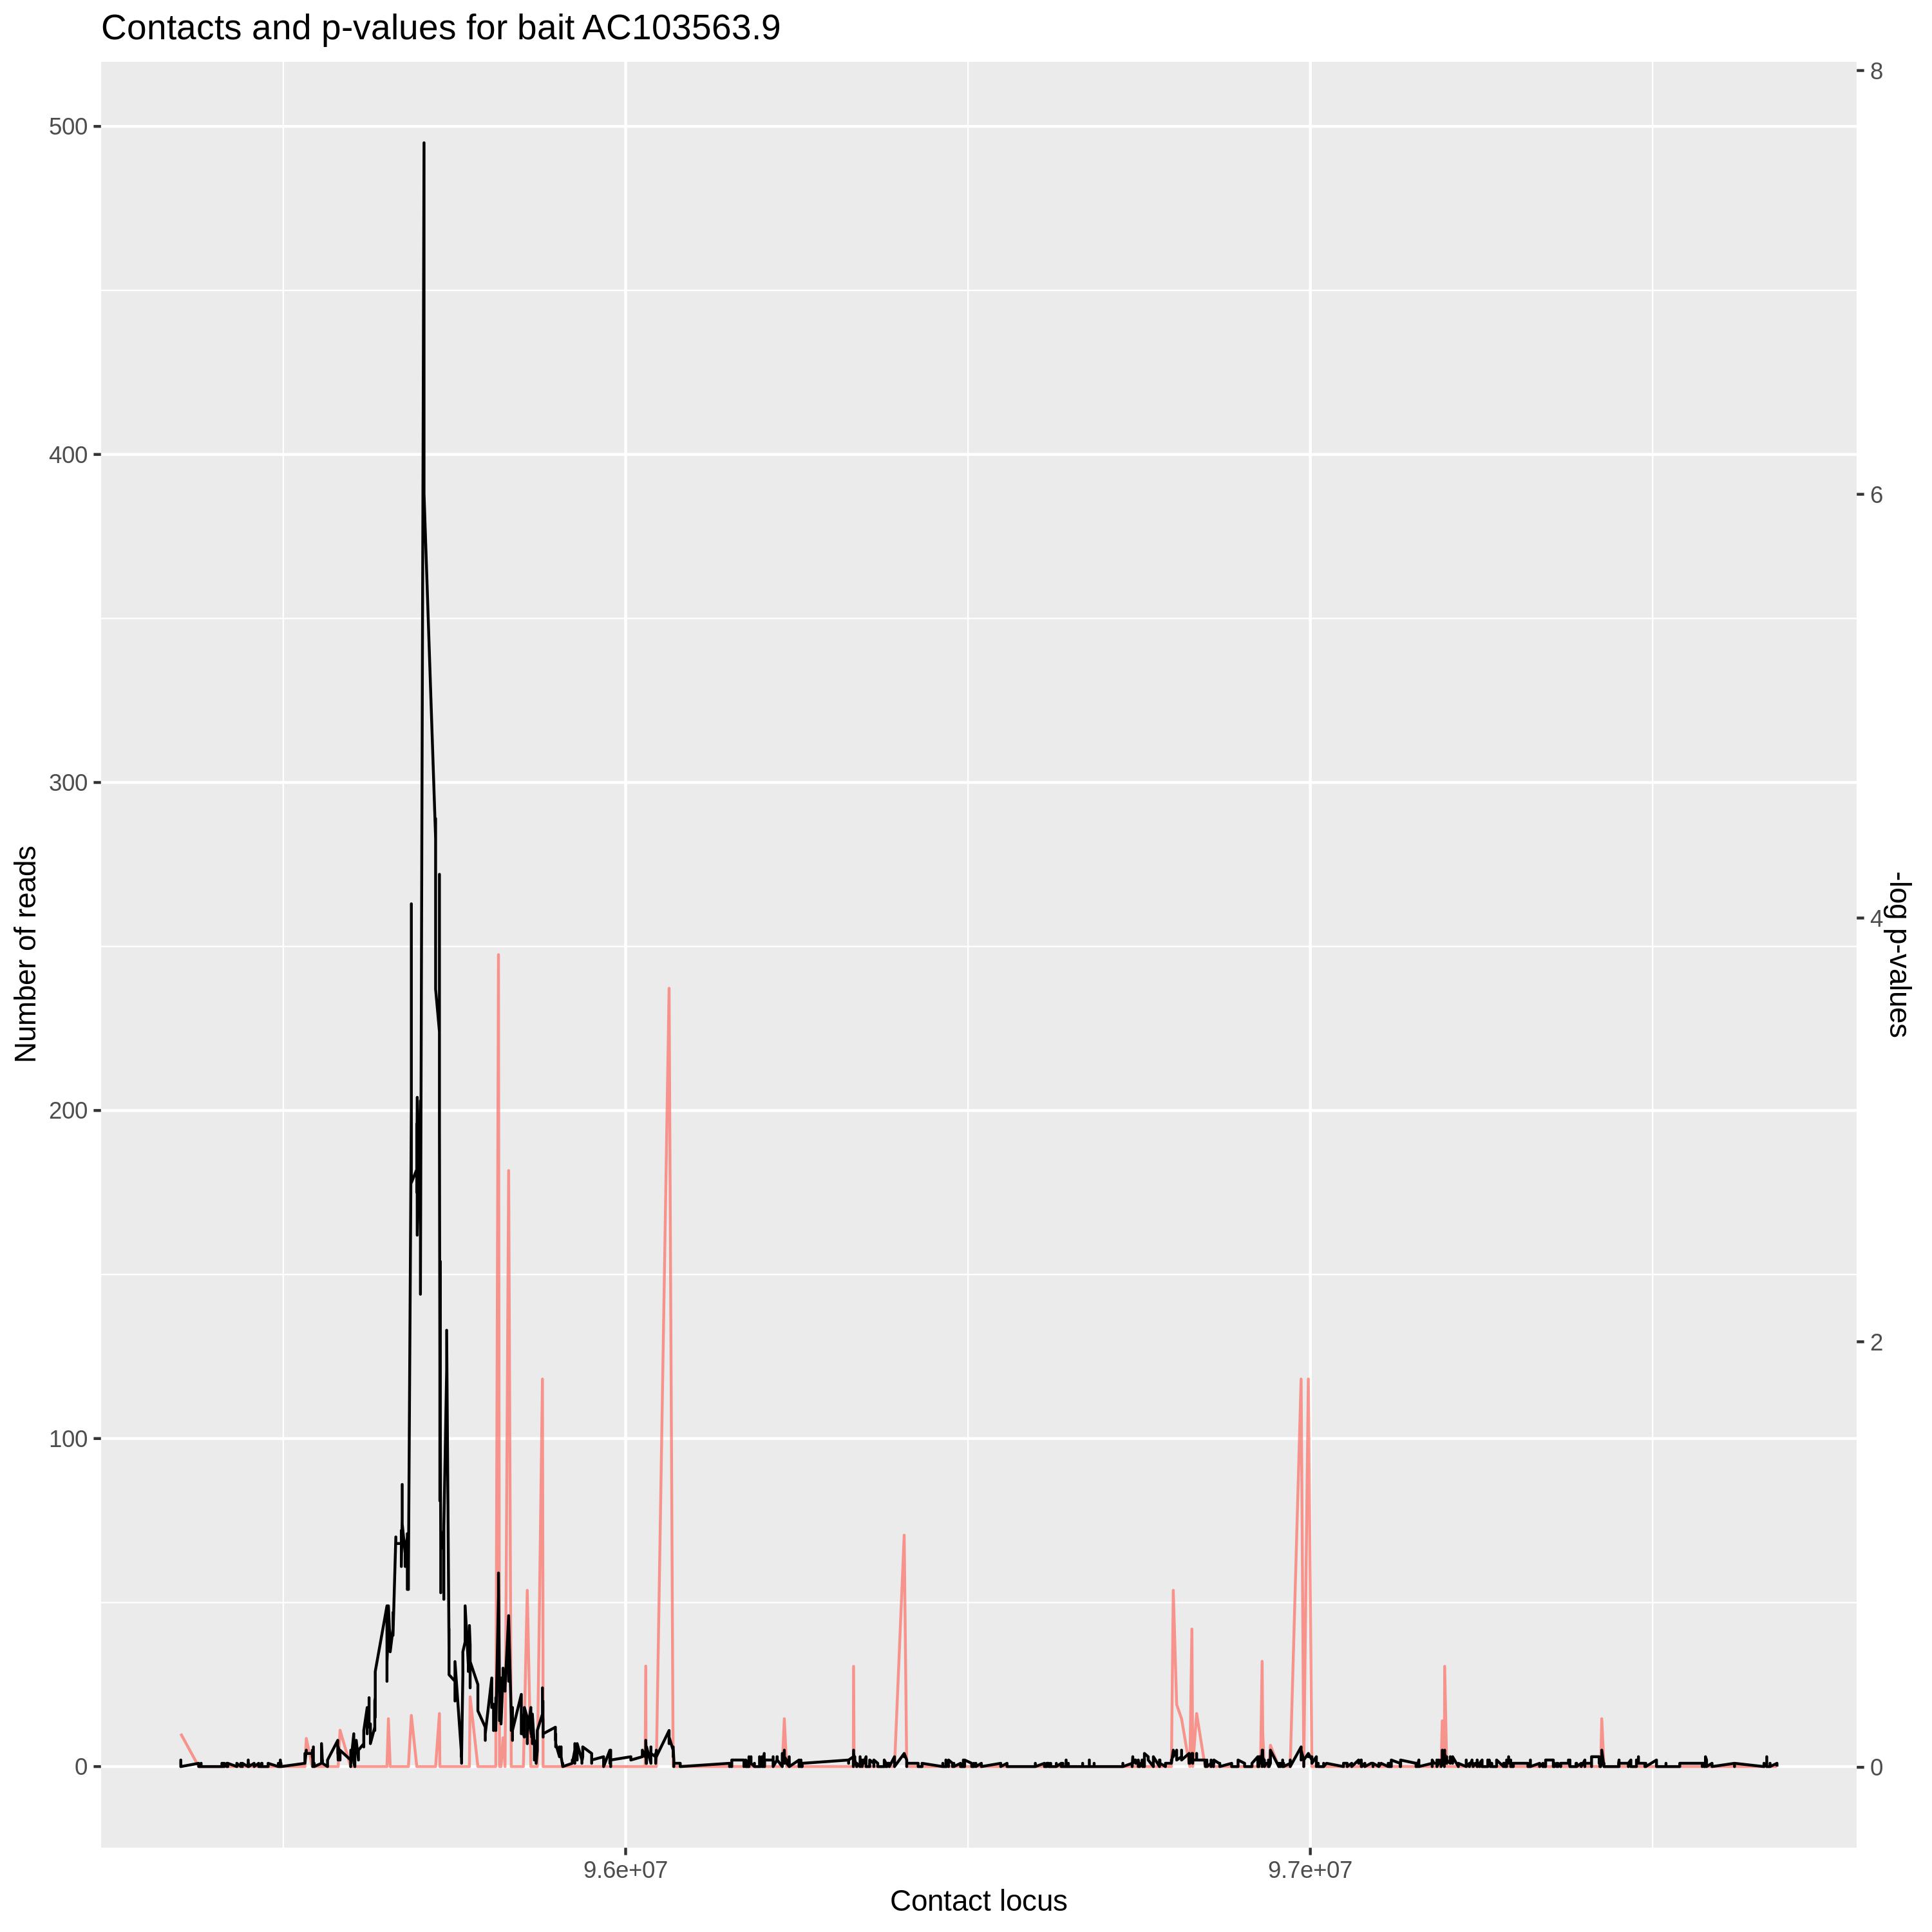 Contacts and p-values for bait AC103563.9
500
400
300
200
100
0
Number of reads
8
6
4
2
0
-log p-values
9.6e+07
9.7e+07
Contact locus